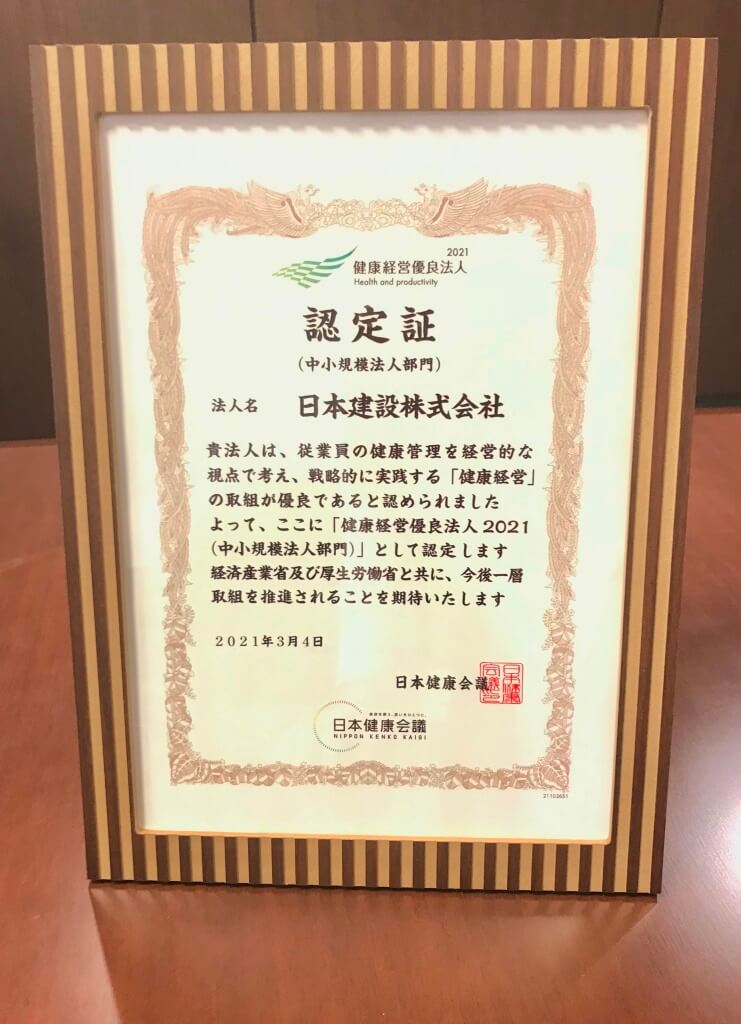 2021
健康経営優良法人
Health and productivity
認定証
(中小規模法人部門)
法人名 日本建設株式会社
貴法人は、従業員の健康管理を経営的な
視点で考え、戦略的に実践する「健康経営」
の取組が優良であると認められました
よって、ここに「健康経営優良法人2021
(中小規模法人部門)」として認定します
経済産業省及び厚生労働省と共に、今後一層
取組を推進されることを期待いたします
2021年3月4日
日本健康会議
日本健康会議
NIPPON KENKO KAIGI
21102651